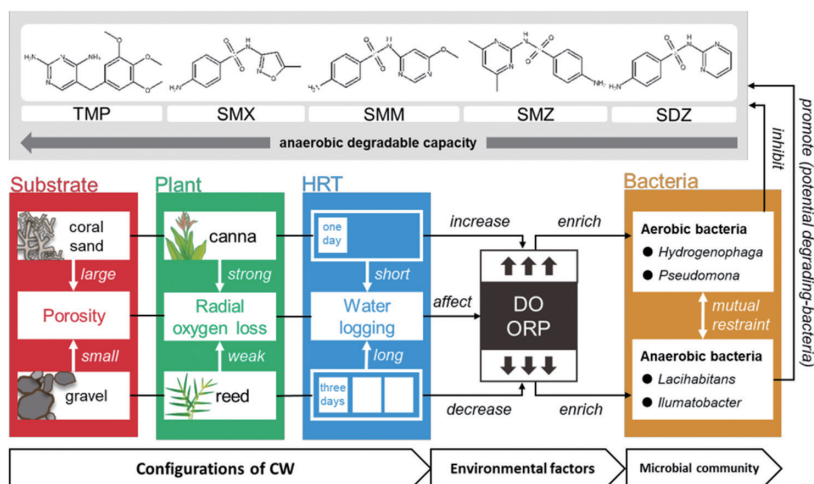 TMP
SMX
SMM
SMZ
SDZ
anaerobic degradable capacity
promote (potential degrading-bacteria)
inhibit
Substrate
Plant
HRT
Bacteria
coral
sand
canna
one
day
increase
enrich
Aerobic bacteria
Hydrogenophaga
Pseudomona
large
strong
short
Porosity
Radial
oxygen loss
Water
logging
affect
DO
ORP
mutual
restraint
small
weak
long
gravel
reed
three
days
decrease
enrich
Anaerobic bacteria
Lacihabitans
Ilumatobacter
Configurations of CW
Environmental factors
Microbial community